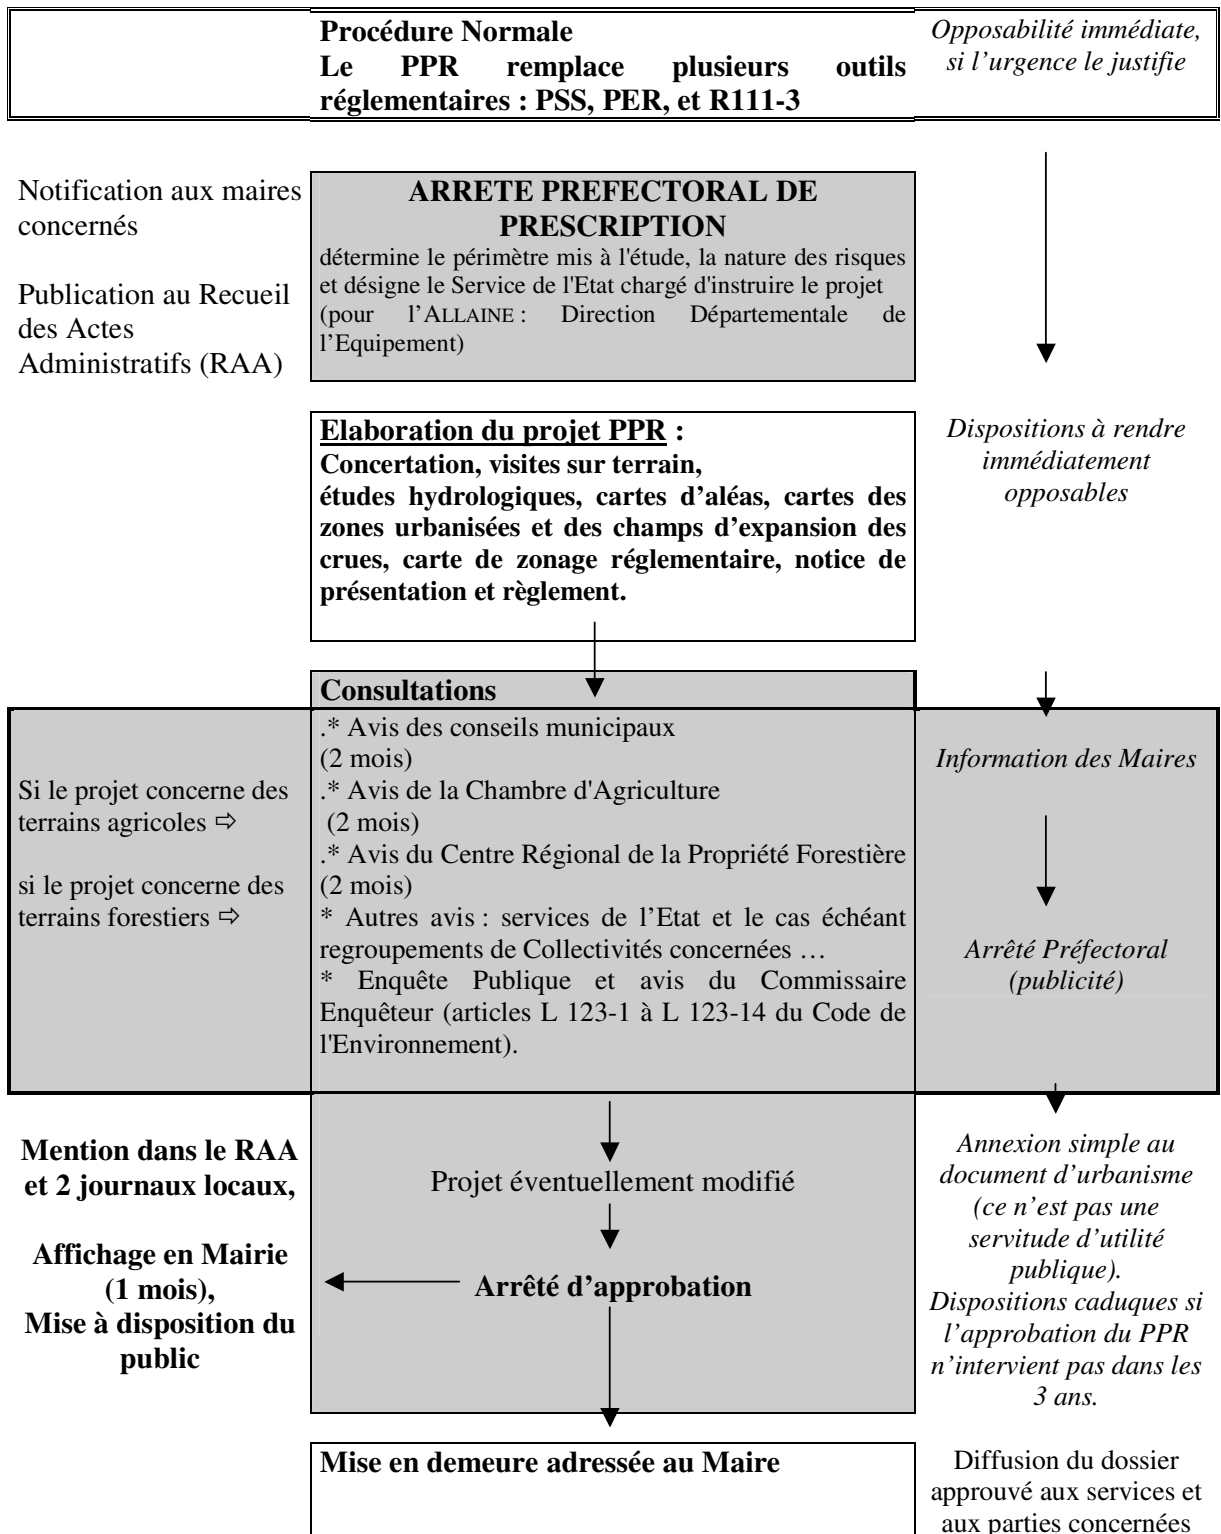 Procédure Normale
Le PPR remplace plusieurs outils
réglementaires : PSS, PER, et R111-3
Opposabilité immédiate,
si l’urgence le justifie
Notification aux maires
concernés
Publication au Recueil
des Actes
Administratifs (RAA)
ARRETE PREFECTORAL DE
PRESCRIPTION
détermine le périmètre mis à l'étude, la nature des risques
et désigne le Service de l'Etat chargé d'instruire le projet
(pour l’ALLAINE : Direction Départementale de
l’Equipement)
Elaboration du projet PPR :
Concertation, visites sur terrain,
études hydrologiques, cartes d’aléas, cartes des
zones urbanisées et des champs d’expansion des
crues, carte de zonage réglementaire, notice de
présentation et règlement.
Dispositions à rendre
immédiatement
opposables
Consultations
Si le projet concerne des
terrains agricoles ⇨
si le projet concerne des
terrains forestiers ⇨
.* Avis des conseils municipaux
(2 mois)
.* Avis de la Chambre d'Agriculture
(2 mois)
.* Avis du Centre Régional de la Propriété Forestière
(2 mois)
* Autres avis : services de l’Etat et le cas échéant
regroupements de Collectivités concernées …
* Enquête Publique et avis du Commissaire
Enquêteur (articles L 123-1 à L 123-14 du Code de
l'Environnement).
Information des Maires
Arrêté Préfectoral
(publicité)
Mention dans le RAA
et 2 journaux locaux,
Affichage en Mairie
(1 mois),
Mise à disposition du
public
Projet éventuellement modifié
Arrêté d’approbation
Annexion simple au
document d’urbanisme
(ce n’est pas une
servitude d’utilité
publique).
Dispositions caduques si
l’approbation du PPR
n’intervient pas dans les
3 ans.
Mise en demeure adressée au Maire
Diffusion du dossier
approuvé aux services et
aux parties concernées